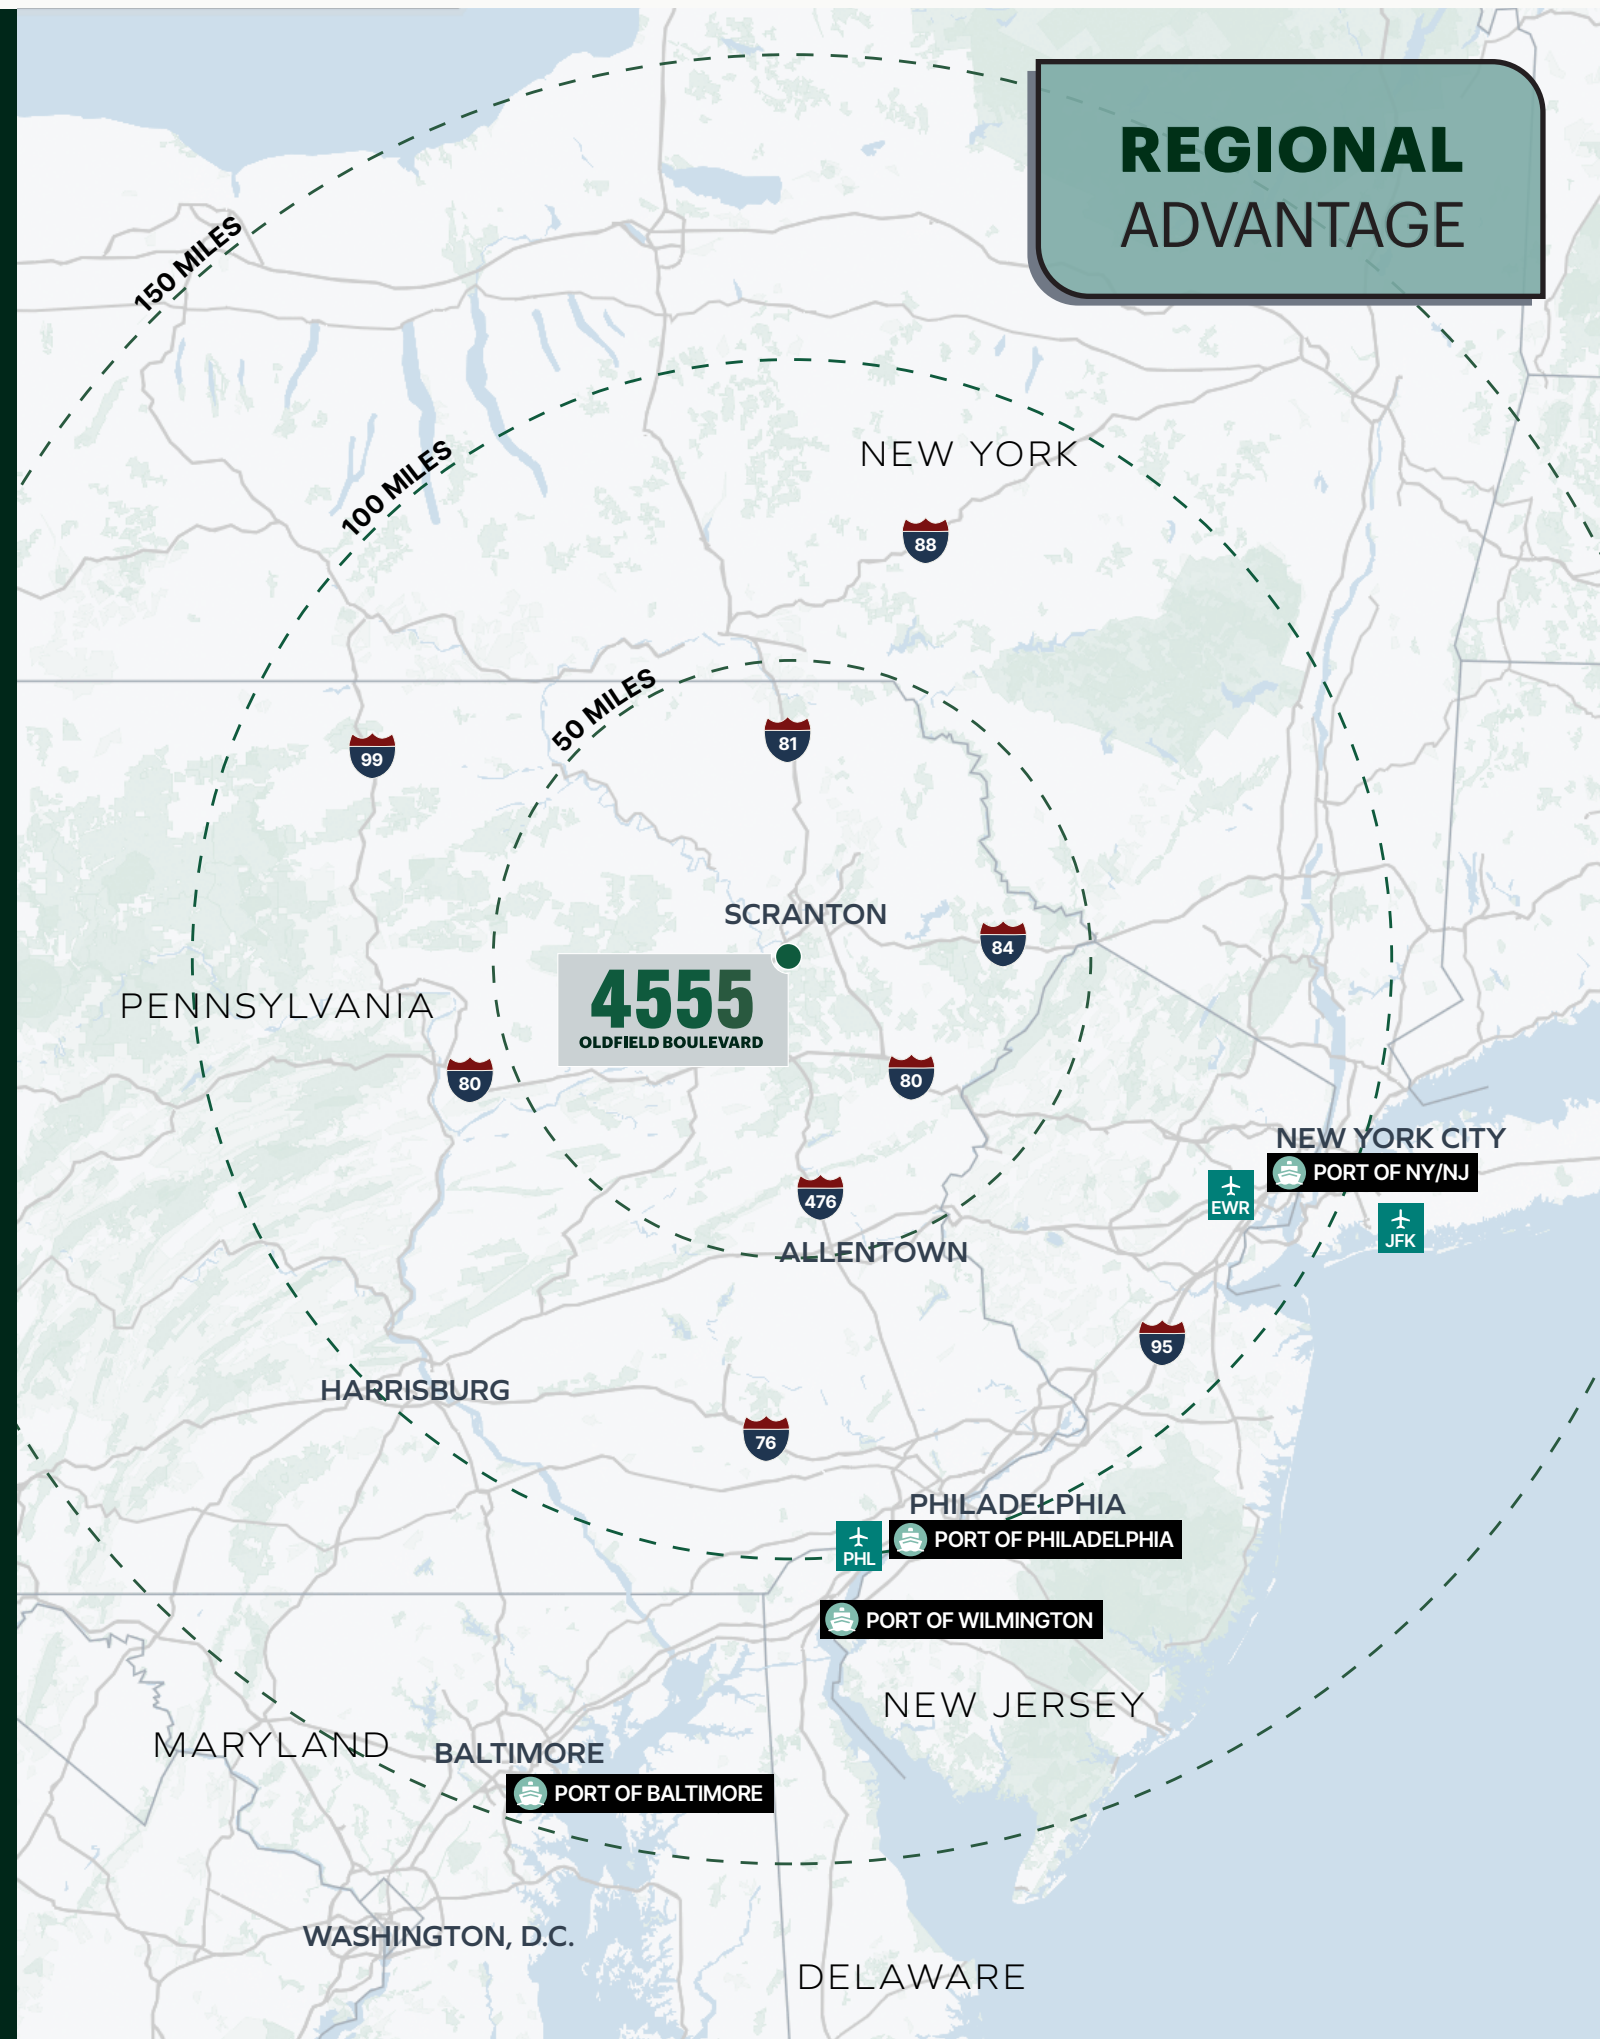 REGIONAL
ADVANTAGE
150 MILES
100 MILES
NEW YORK
88
50 MILES
81
99
SCRANTON
84
4555
OLDFIELD BOULEVARD
PENNSYLVANIA
80
80
NEW YORK CITY
PORT OF NY/NJ
EWR
JFK
476
ALLENTOWN
95
HARRISBURG
76
PHILADELPHIA
PORT OF PHILADELPHIA
PHL
PORT OF WILMINGTON
NEW JERSEY
MARYLAND
BALTIMORE
PORT OF BALTIMORE
WASHINGTON, D.C.
DELAWARE